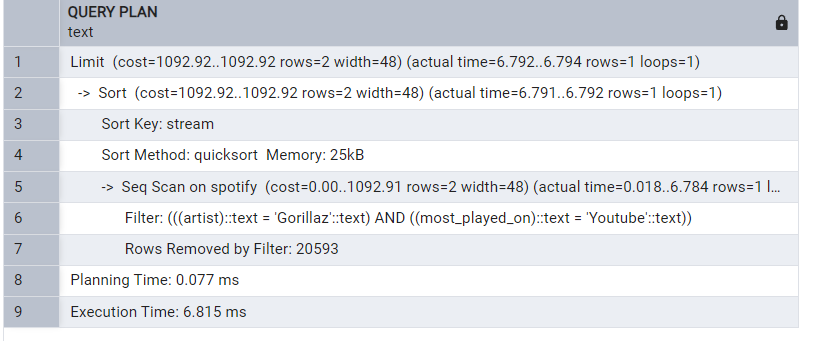 QUERY PLAN
text
1 Limit (cost=1092.92..1092.92 rows=2 width=48) (actual time=6.792..6.794 rows=1 loops=1)
2 -> Sort (cost=1092.92..1092.92 rows=2 width=48) (actual time=6.791..6.792 rows=1 loops=1)
3 Sort Key: stream
4 Sort Method: quicksort Memory: 25kB
5 -> Seq Scan on spotify (cost=0.00..1092.91 rows=2 width=48) (actual time=0.018..6.784 rows=1 l...
6 Filter: (((artist)::text = 'Gorillaz'::text) AND ((most_played_on)::text = 'Youtube'::text))
7 Rows Removed by Filter: 20593
8 Planning Time: 0.077 ms
9 Execution Time: 6.815 ms